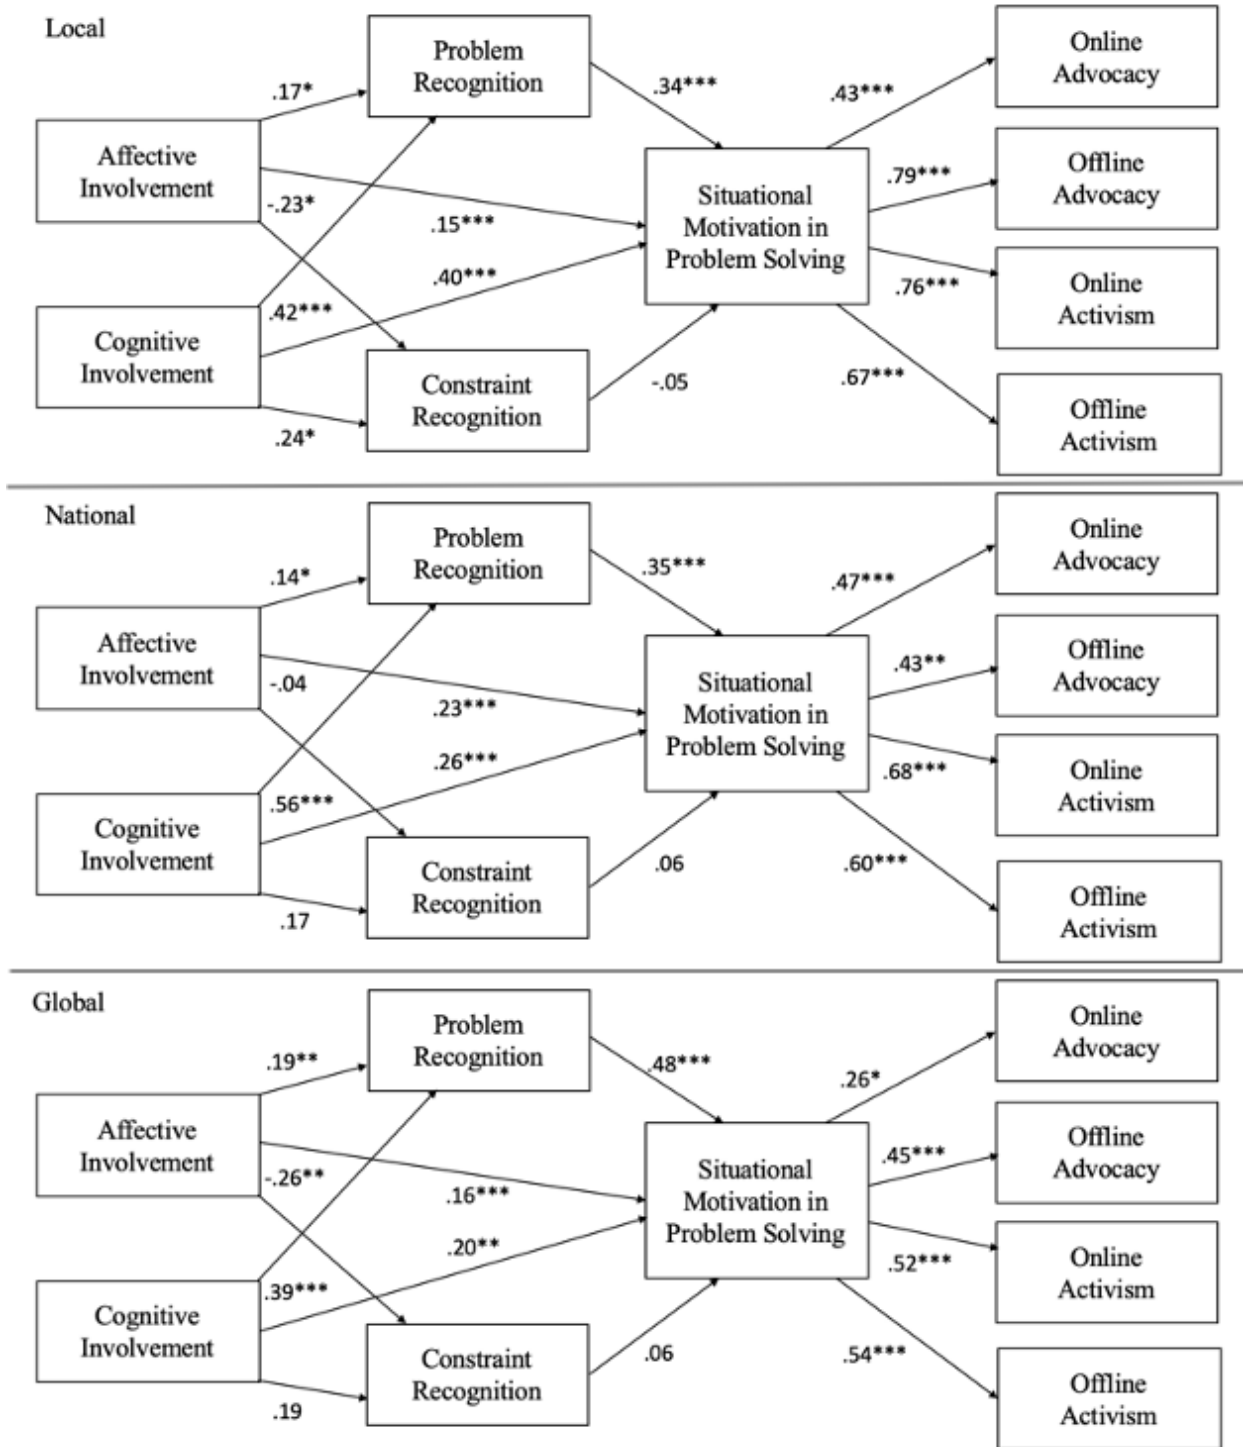 Local
Problem
Recognition
Online
Advocacy
.17*
.34***
.43***
Affective
Involvement
Offline
Advocacy
.79***
Situational
Motivation in
Problem Solving
-.23*
.15***
.40***
Online
Activism
.76***
.42***
Cognitive
Involvement
Constraint
Recognition
-.05
.67***
Offline
Activism
.24*
National
Problem
Recognition
Online
Advocacy
.14*
.35***
.47***
Affective
Involvement
Offline
Advocacy
.43**
Situational
Motivation in
Problem Solving
-.04
.23***
.26***
Online
Activism
.68***
.56***
Cognitive
Involvement
Constraint
Recognition
.06
.60***
Offline
Activism
.17
Global
Problem
Recognition
Online
Advocacy
.19**
.48***
.26*
Affective
Involvement
Offline
Advocacy
.45***
Situational
Motivation in
Problem Solving
-.26**
.16***
.20**
Online
Activism
.52***
.39***
Cognitive
Involvement
Constraint
Recognition
.06
.54***
Offline
Activism
.19